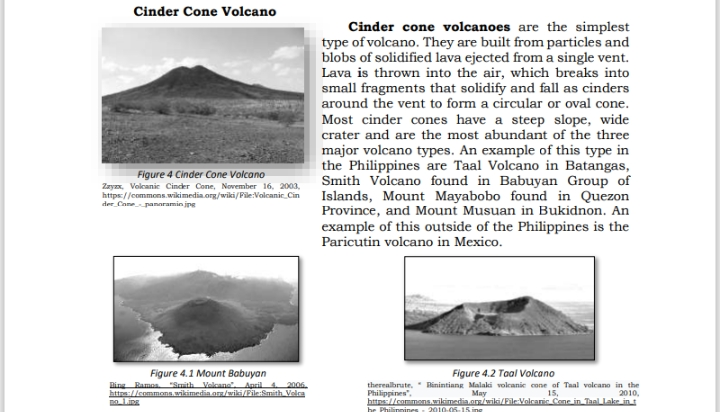 Cinder Cone Volcano
Cinder cone volcanoes are the simplest
type of volcano. They are built from particles and
blobs of solidified lava ejected from a single vent.
Lava is thrown into the air, which breaks into
small fragments that solidify and fall as cinders
around the vent to form a circular or oval cone.
Most cinder cones have a steep slope, wide
crater and are the most abundant of the three
major volcano types. An example of this type in
the Philippines are Taal Volcano in Batangas,
Smith Volcano found in Babuyan Group of
Islands, Mount Mayabobo found in Quezon
Province, and Mount Musuan in Bukidnon. An
example of this outside of the Philippines is the
Paricutin volcano in Mexico.
Figure 4 Cinder Cone Volcano
Zzyzx, Volcanic Cinder Cone, November 16, 2003,
https://commons.wikimedia.org/wiki/File:Volcanic_Cin
der_Cone_-_panoramio.jpg
Figure 4.1 Mount Babuyan
Bing Ramos, "Smith Volcano", April 4, 2006,
https://commons.wikimedia.org/wiki/File:Smith_Volca
no_1.jpg
Figure 4.2 Taal Volcano
therealbrute, " Binintiang Malaki volcanic cone of Taal volcano in the
Philippines", May 15, 2010,
https://commons.wikimedia.org/wiki/File:Volcanic_Cone_in_Taal_Lake_in_t
he_Philippines_-_2010-05-15.jpg